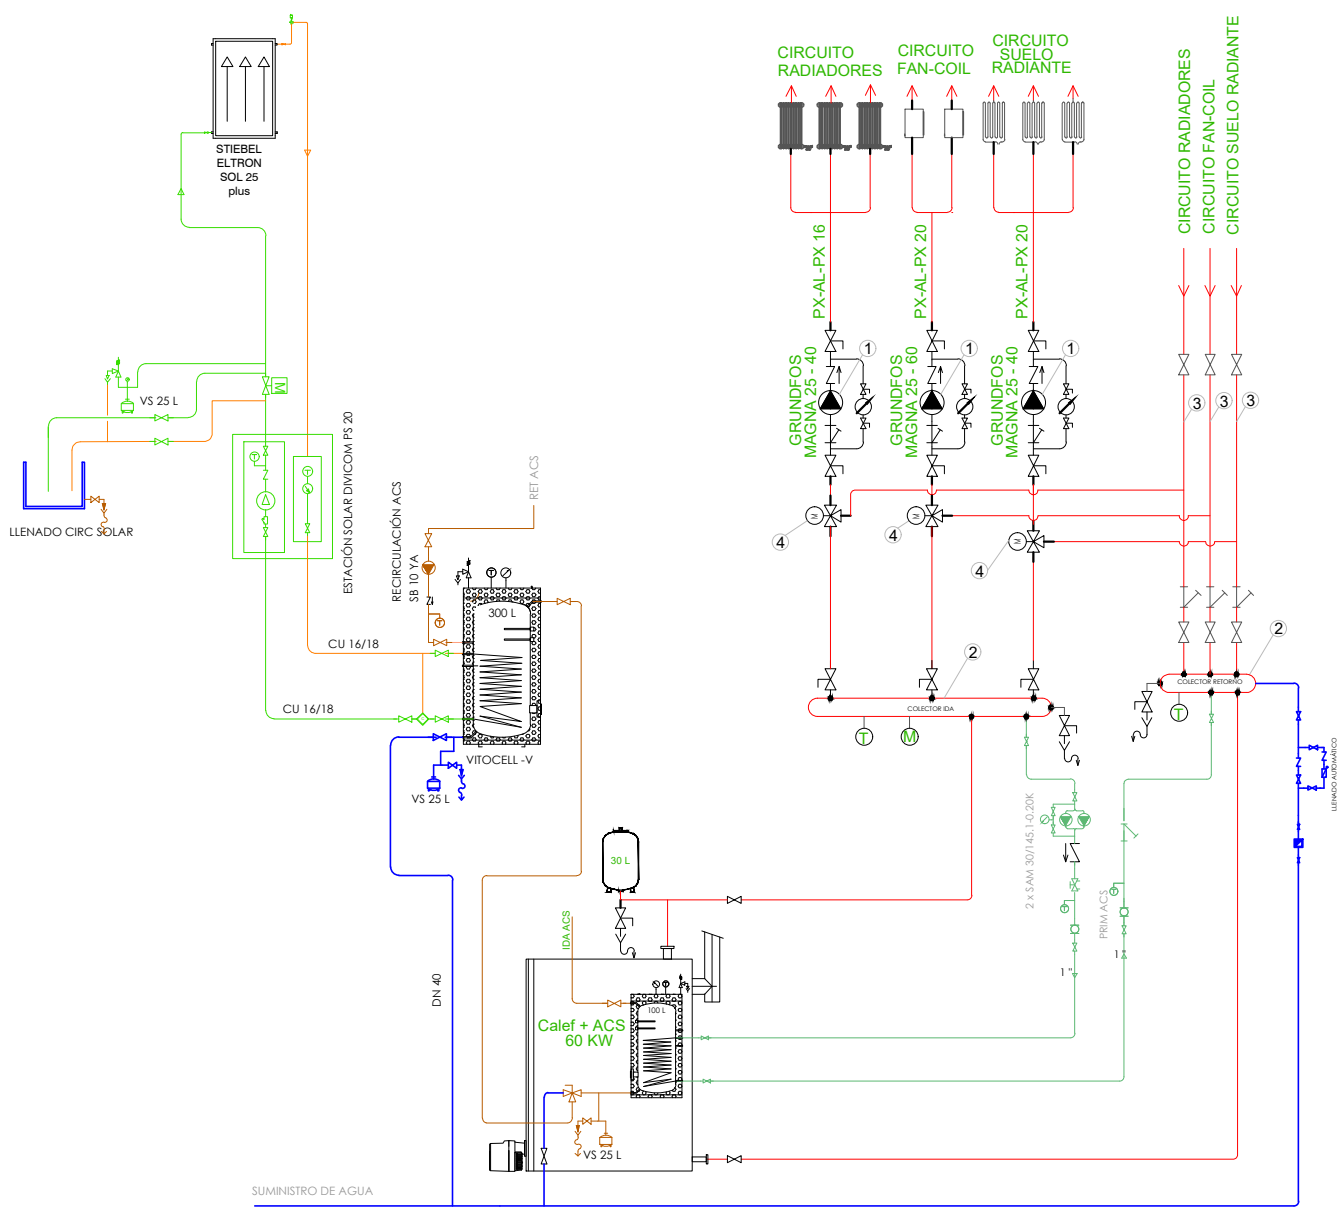 STIEBEL
ELTRON
SOL 25
plus
CIRCUITO
RADIADORES
CIRCUITO
FAN-COIL
CIRCUITO
SUELO
RADIANTE
CIRCUITO RADIADORES
CIRCUITO FAN-COIL
CIRCUITO SUELO RADIANTE
PX-AL-PX 16
PX-AL-PX 20
PX-AL-PX 20
GRUNDFOS
MAGNA 25 - 40
GRUNDFOS
MAGNA 25 - 60
GRUNDFOS
MAGNA 25 - 40
1
1
1
3
3
3
4
4
4
M
M
M
VS 25 L
M
LLENADO CIRC SOLAR
T
T
ESTACIÓN SOLAR DIVICOM PS 20
RECIRCULACIÓN ACS
SB 10 YA
RET ACS
T
T
300 L
CU 16/18
CU 16/18
VITOCELL -V
VS 25 L
2
COLECTOR IDA
T
M
2
COLECTOR RETORNO
T
LLENADO AUTOMÁTICO
2 x SAM 30/145.1-0.20K
PRIM ACS
T
T
1 "
1 "
30 L
IDA ACS
DN 40
T
100 L
Calef + ACS
60 KW
VS 25 L
SUMINISTRO DE AGUA